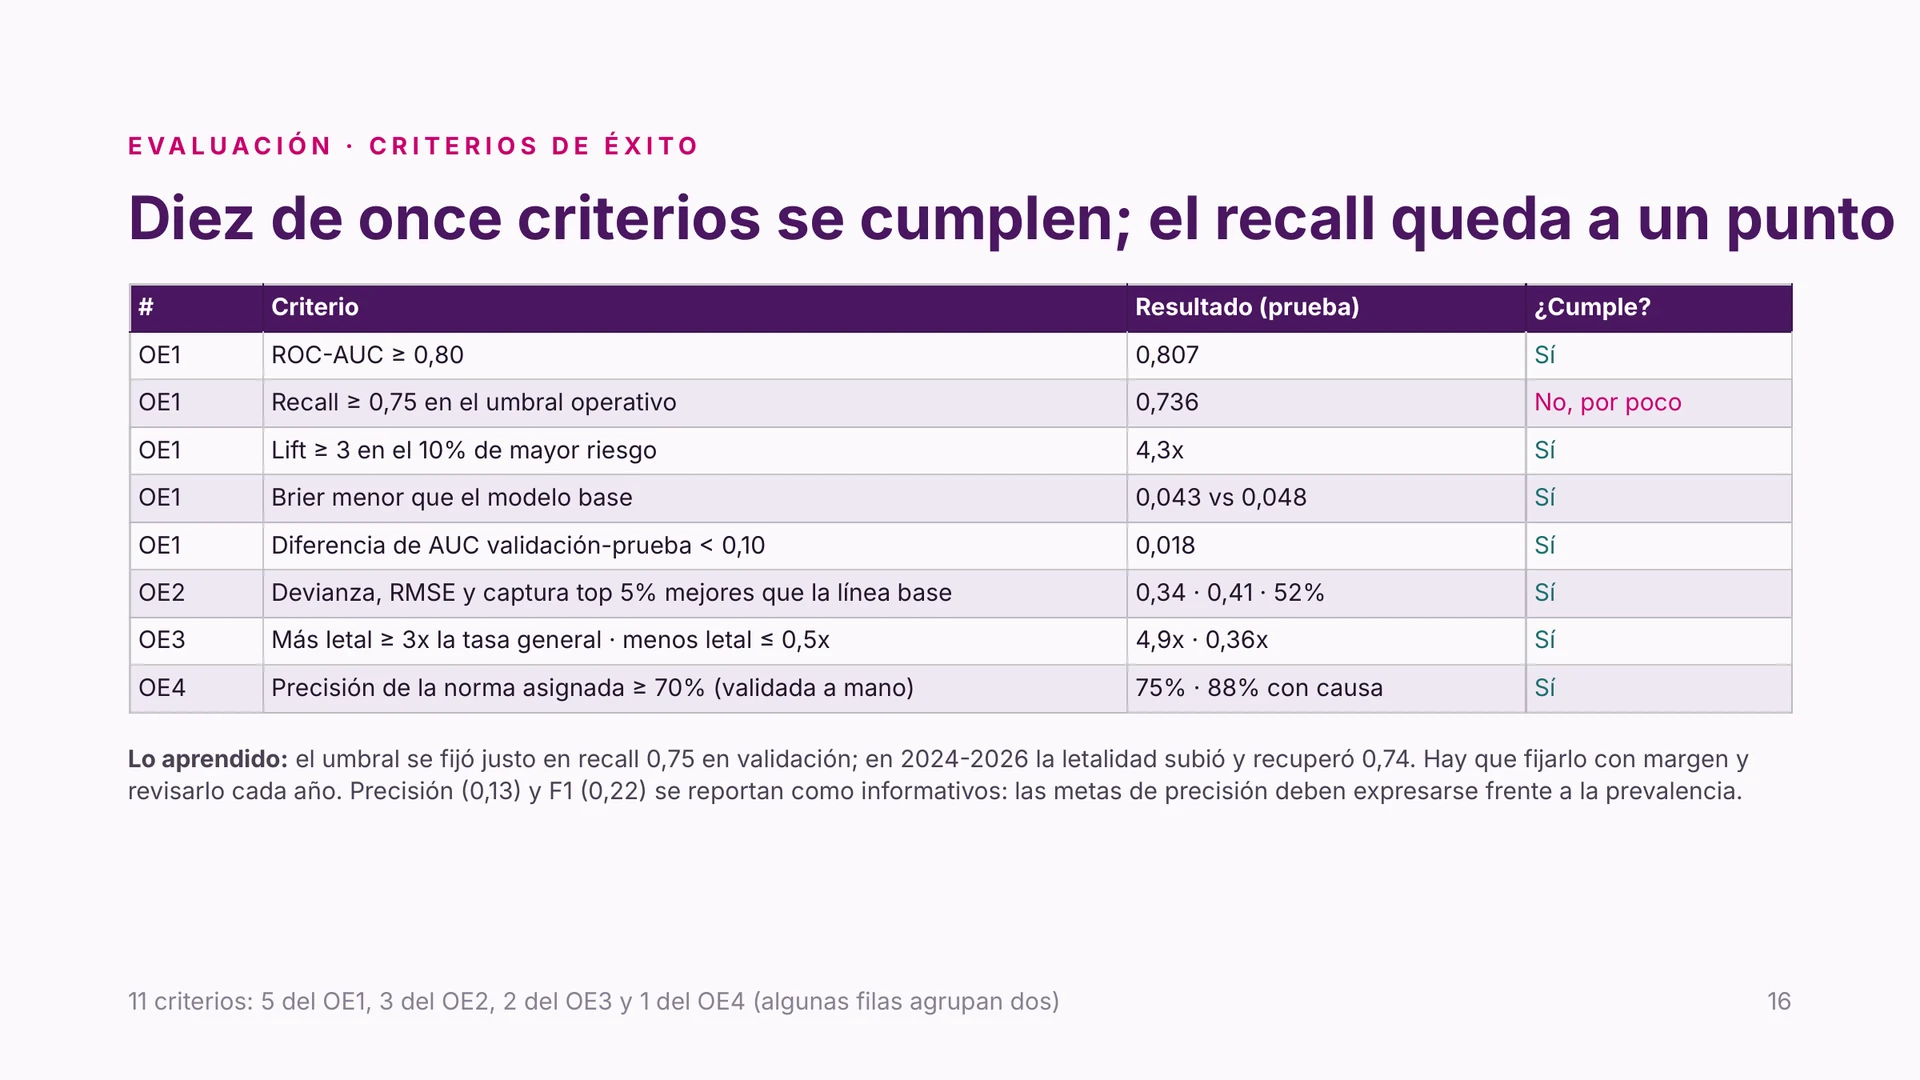 EVALUACIÓN · CRITERIOS DE ÉXITO
Diez de once criterios se cumplen; el recall queda a un punto
# Criterio Resultado (prueba) ¿Cumple?
OE1 ROC-AUC ≥ 0,80 0,807 Sí
OE1 Recall ≥ 0,75 en el umbral operativo 0,736 No, por poco
OE1 Lift ≥ 3 en el 10% de mayor riesgo 4,3x Sí
OE1 Brier menor que el modelo base 0,043 vs 0,048 Sí
OE1 Diferencia de AUC validación-prueba < 0,10 0,018 Sí
OE2 Devianza, RMSE y captura top 5% mejores que la línea base 0,34 · 0,41 · 52% Sí
OE3 Más letal ≥ 3x la tasa general · menos letal ≤ 0,5x 4,9x · 0,36x Sí
OE4 Precisión de la norma asignada ≥ 70% (validada a mano) 75% · 88% con causa Sí
Lo aprendido: el umbral se fijó justo en recall 0,75 en validación; en 2024-2026 la letalidad subió y recuperó 0,74. Hay que fijarlo con margen y
revisarlo cada año. Precisión (0,13) y F1 (0,22) se reportan como informativos: las metas de precisión deben expresarse frente a la prevalencia.
11 criterios: 5 del OE1, 3 del OE2, 2 del OE3 y 1 del OE4 (algunas filas agrupan dos) 16